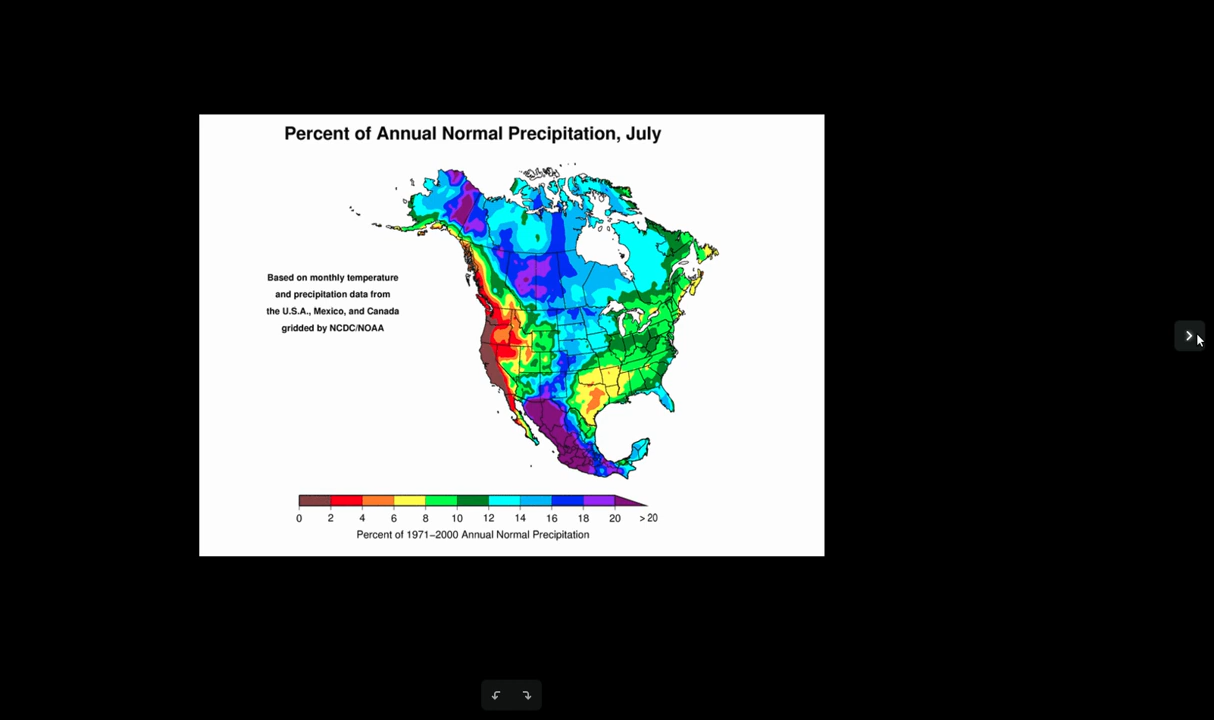 Percent of Annual Normal Precipitation, July
Based on monthly temperature
and precipitation data from
the U.S.A., Mexico, and Canada
gridded by NCDC/NOAA
0 2 4 6 8 10 12 14 16 18 20 > 20
Percent of 1971–2000 Annual Normal Precipitation